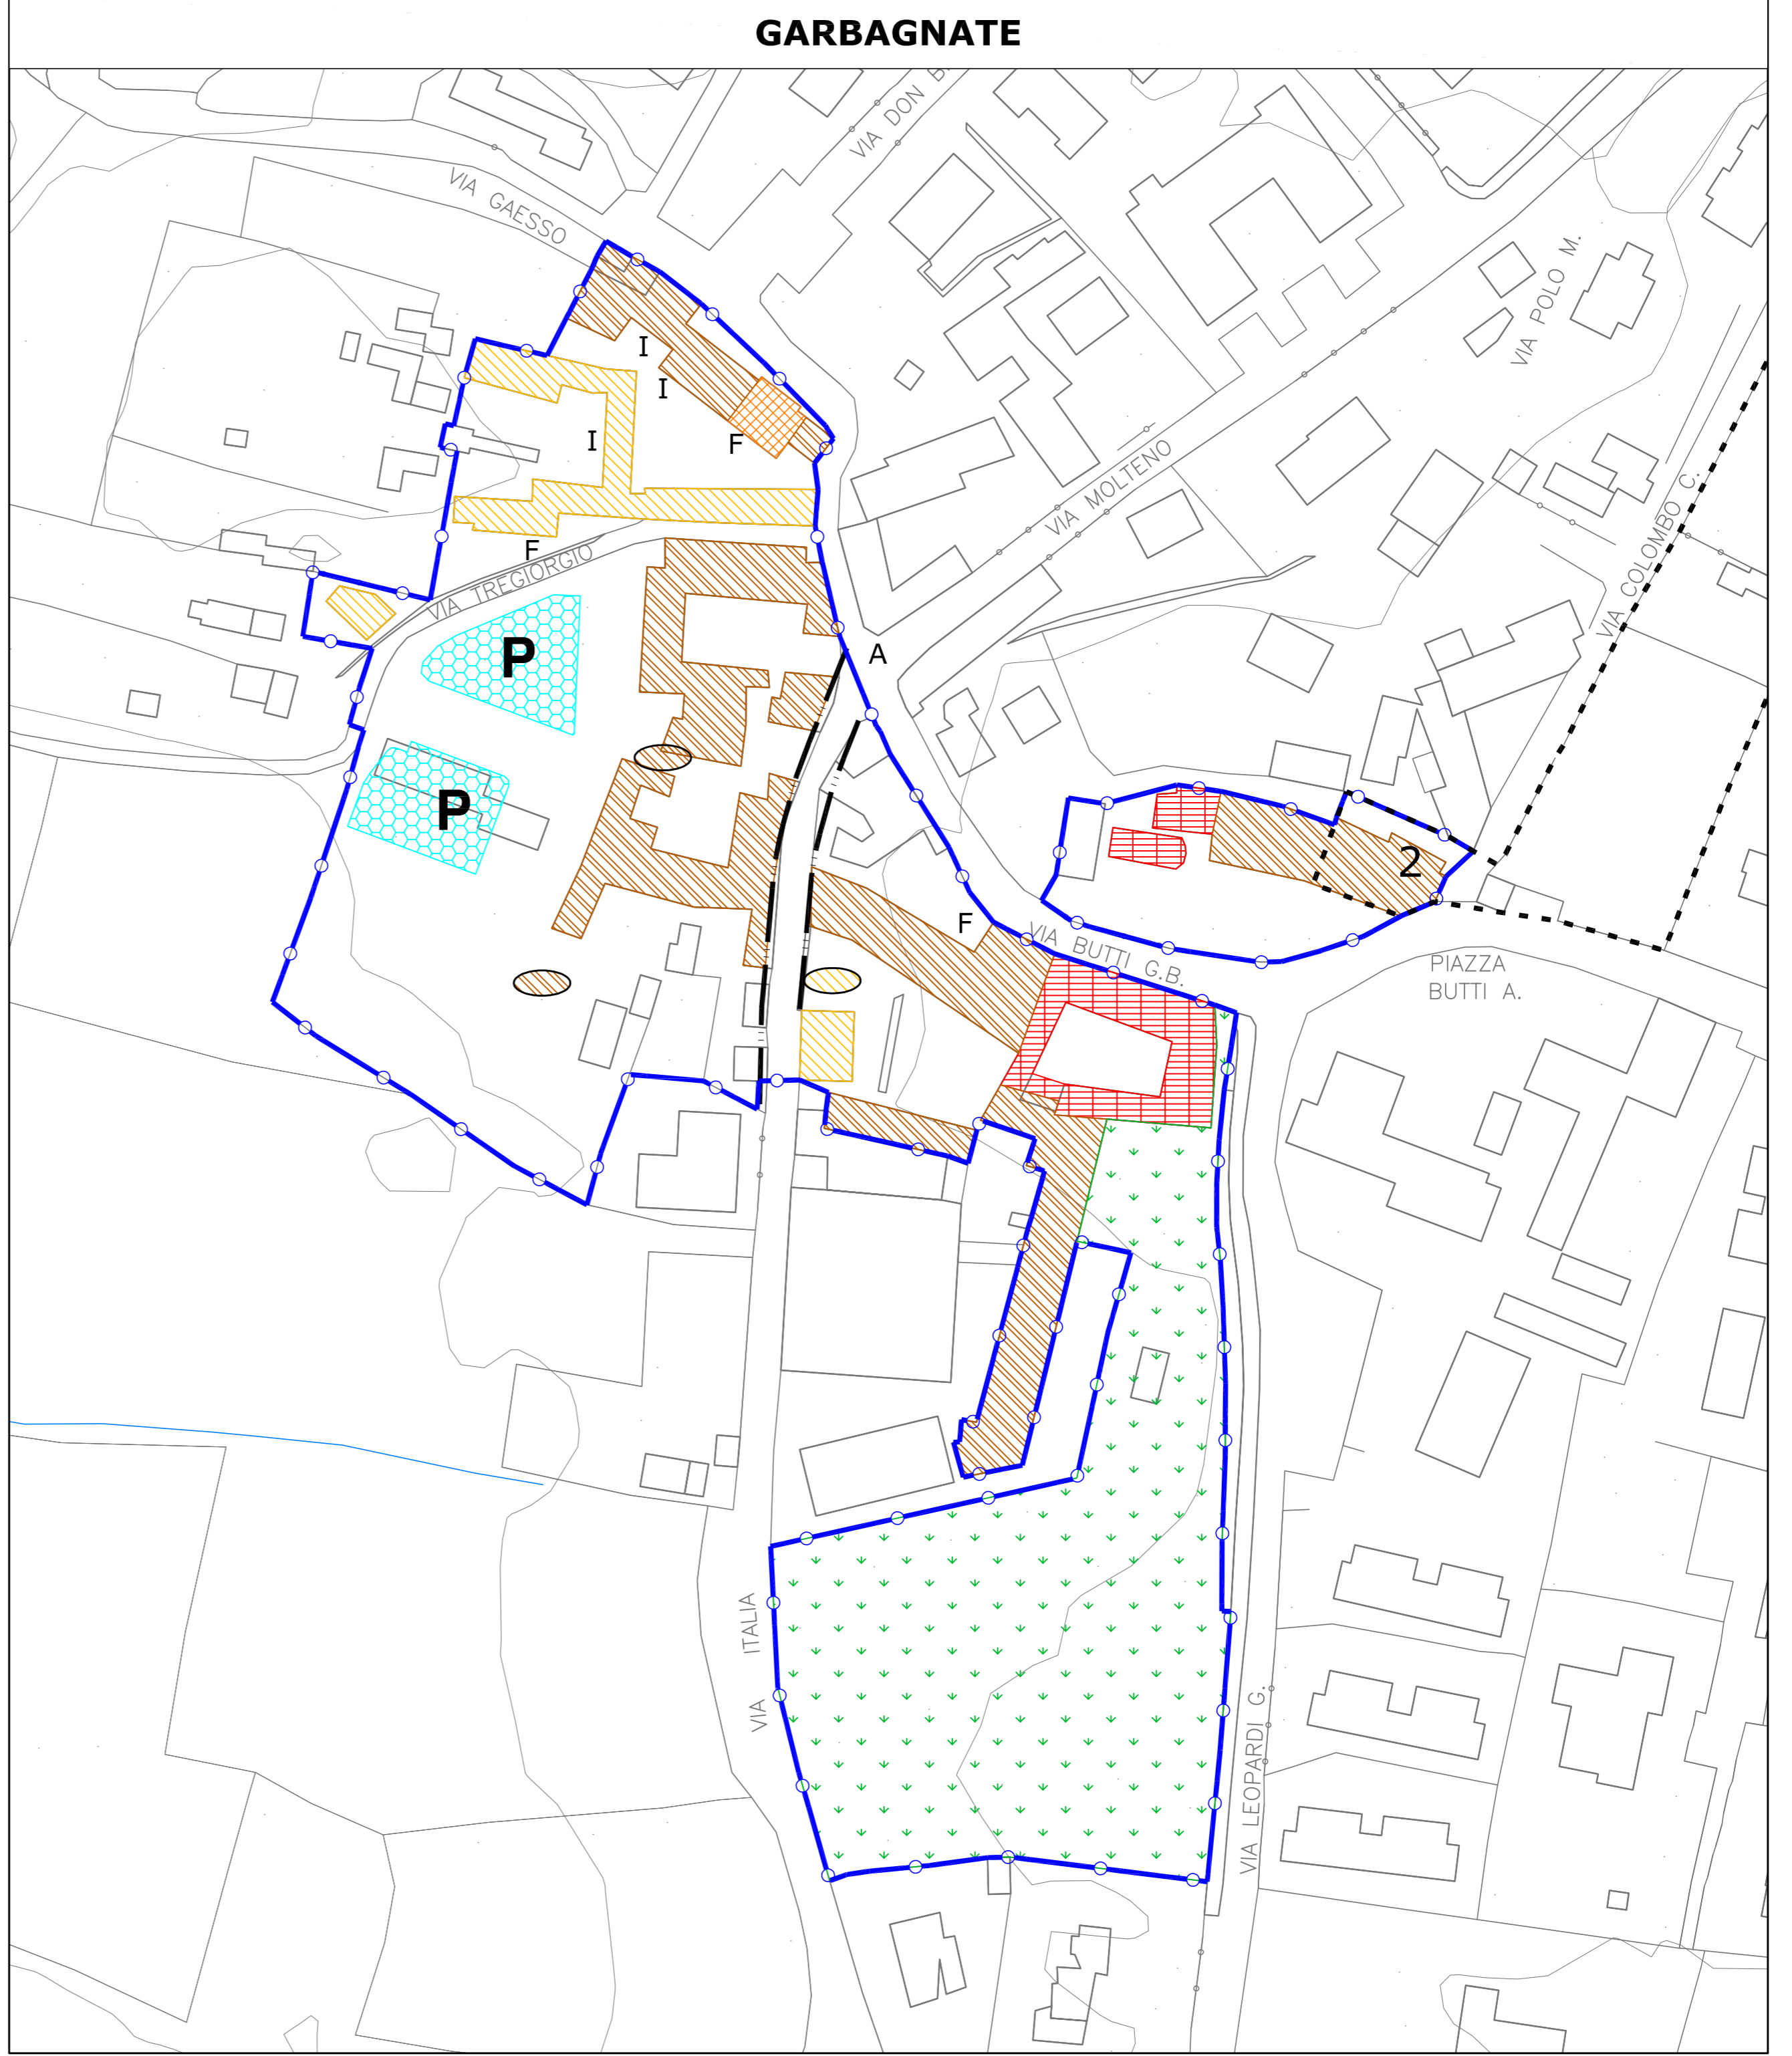 GARBAGNATE
VIA DON B
VIA GAESSO
VIA POLO M.
I
I
I
F
VIA MOLTENO
VIA COLOMBO C.
F
VIA TREGIORGIO
P
A
P
2
F
VIA BUTTI G.B.
PIAZZA
BUTTI A.
VIA ITALIA
VIA LEOPARDI G.